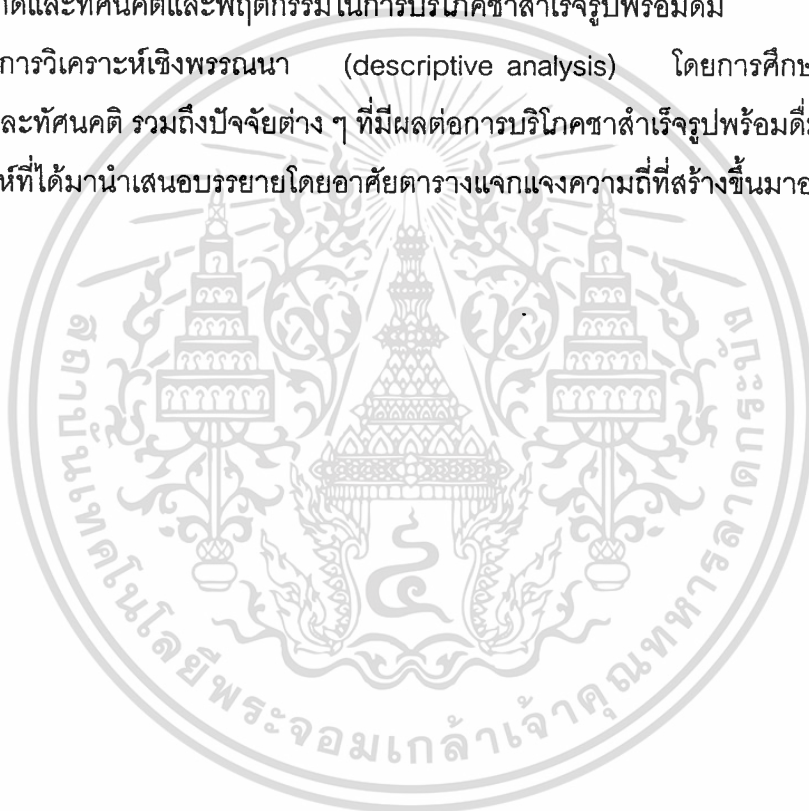 าดและทัศนคติและพฤติกรรมในการบริโภคชาสำเร็จรูปพร้อมดื่ม
การวิเคราะห์เชิงพรรณนา (descriptive analysis) โดยการศึกษ
ละทัศนคติ รวมถึงปัจจัยต่าง ๆ ที่มีผลต่อการบริโภคชาสำเร็จรูปพร้อมดื่
ห์ที่ได้มานำเสนอบรรยายโดยอาศัยตารางแจกแจงความถี่ที่สร้างขึ้นมาอ
สถาบันเทคโนโลยีพระจอมเกล้าเจ้าคุณทหารลาดกระบัง
๔